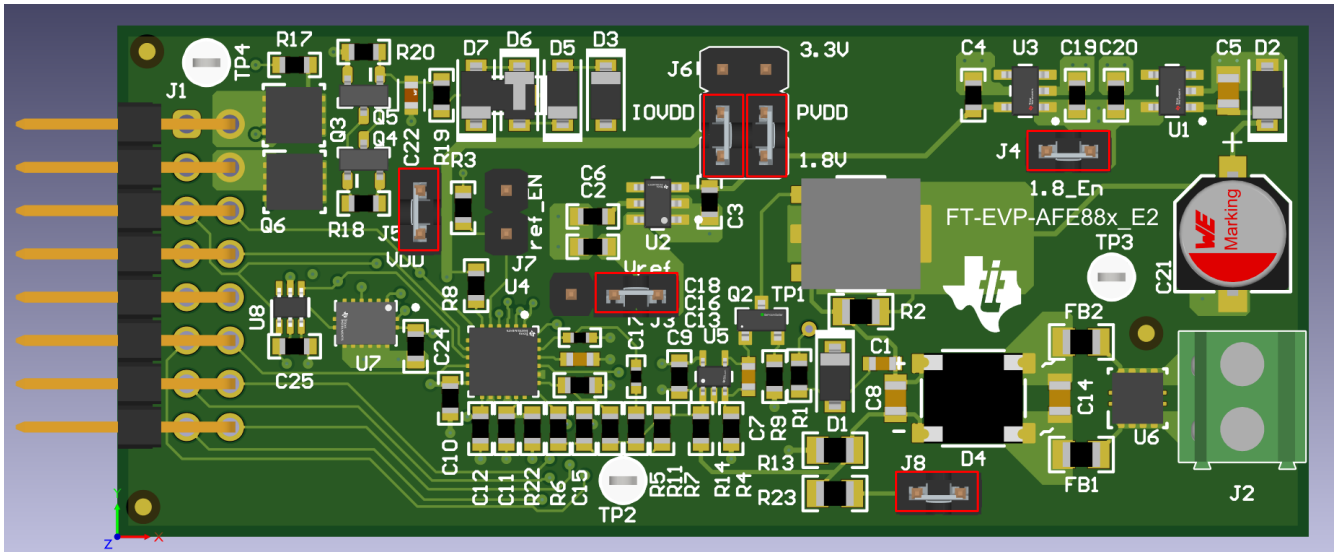 R17
R20
D7
D6
D5
D3
3.3V
C4
U3
C19
C20
C5
D2
TP4
J6
J1
IOVDD
PVDD
Q3
Q5
Q4
C22
R19
U1
J4
1.8V
1.8_En
R3
C6
C2
Q6
R18
J5
VDD
Vref_EN
J7
U2
C3
FT-EVP-AFE88x_E2
WE
Marking
TP3
C21
U8
R8
U4
Vref
J3
C18
C16
C13
Q2
TP1
R2
FB2
U7
C24
C17
C9
U5
C1
C25
C8
C14
C10
C7
R9
R1
D1
D4
U6
R13
J8
FB1
J2
C12
C11
R22
R6
C15
TP2
R5
R11
R7
R14
R4
R23
Y
Z
X